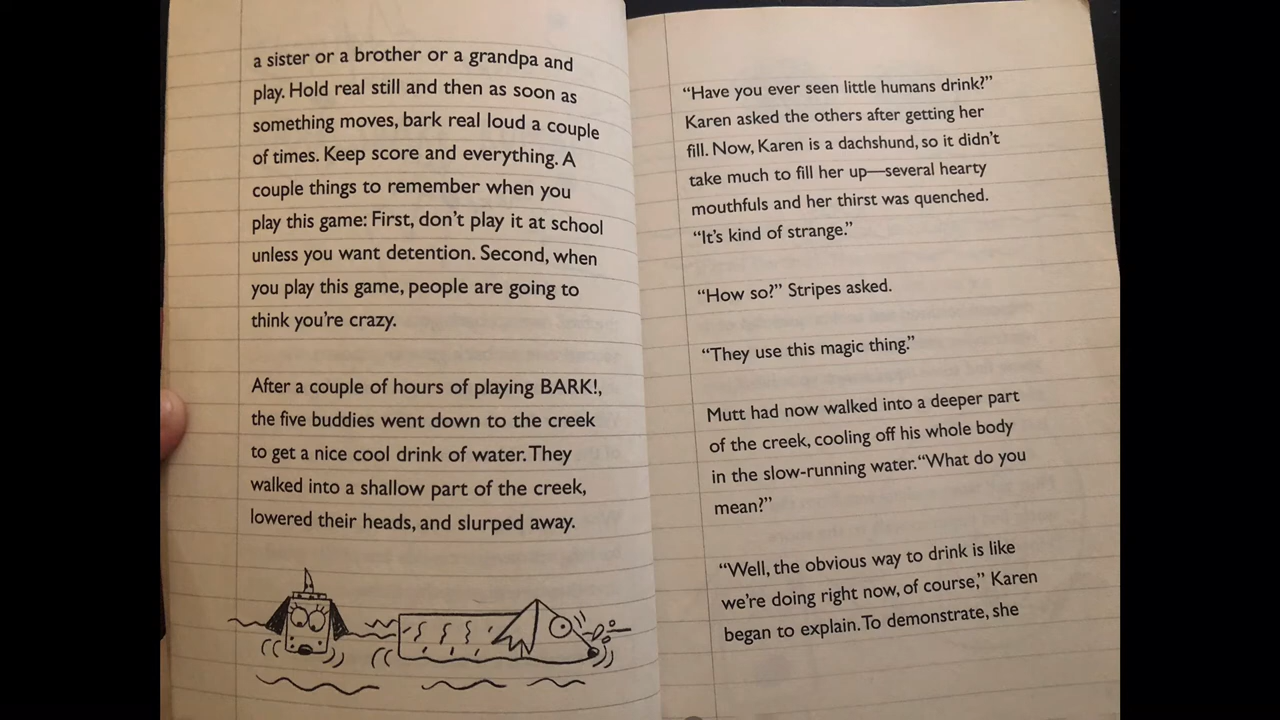 a sister or a brother or a grandpa and
play. Hold real still and then as soon as
something moves, bark real loud a couple
of times. Keep score and everything. A
couple things to remember when you
play this game: First, don’t play it at school
unless you want detention. Second, when
you play this game, people are going to
think you’re crazy.
After a couple of hours of playing BARK!,
the five buddies went down to the creek
to get a nice cool drink of water. They
walked into a shallow part of the creek,
lowered their heads, and slurped away.
“Have you ever seen little humans drink?”
Karen asked the others after getting her
fill. Now, Karen is a dachshund, so it didn’t
take much to fill her up—several hearty
mouthfuls and her thirst was quenched.
“It’s kind of strange.”
“How so?” Stripes asked.
“They use this magic thing.”
Mutt had now walked into a deeper part
of the creek, cooling off his whole body
in the slow-running water. “What do you
mean?”
“Well, the obvious way to drink is like
we’re doing right now, of course,” Karen
began to explain. To demonstrate, she